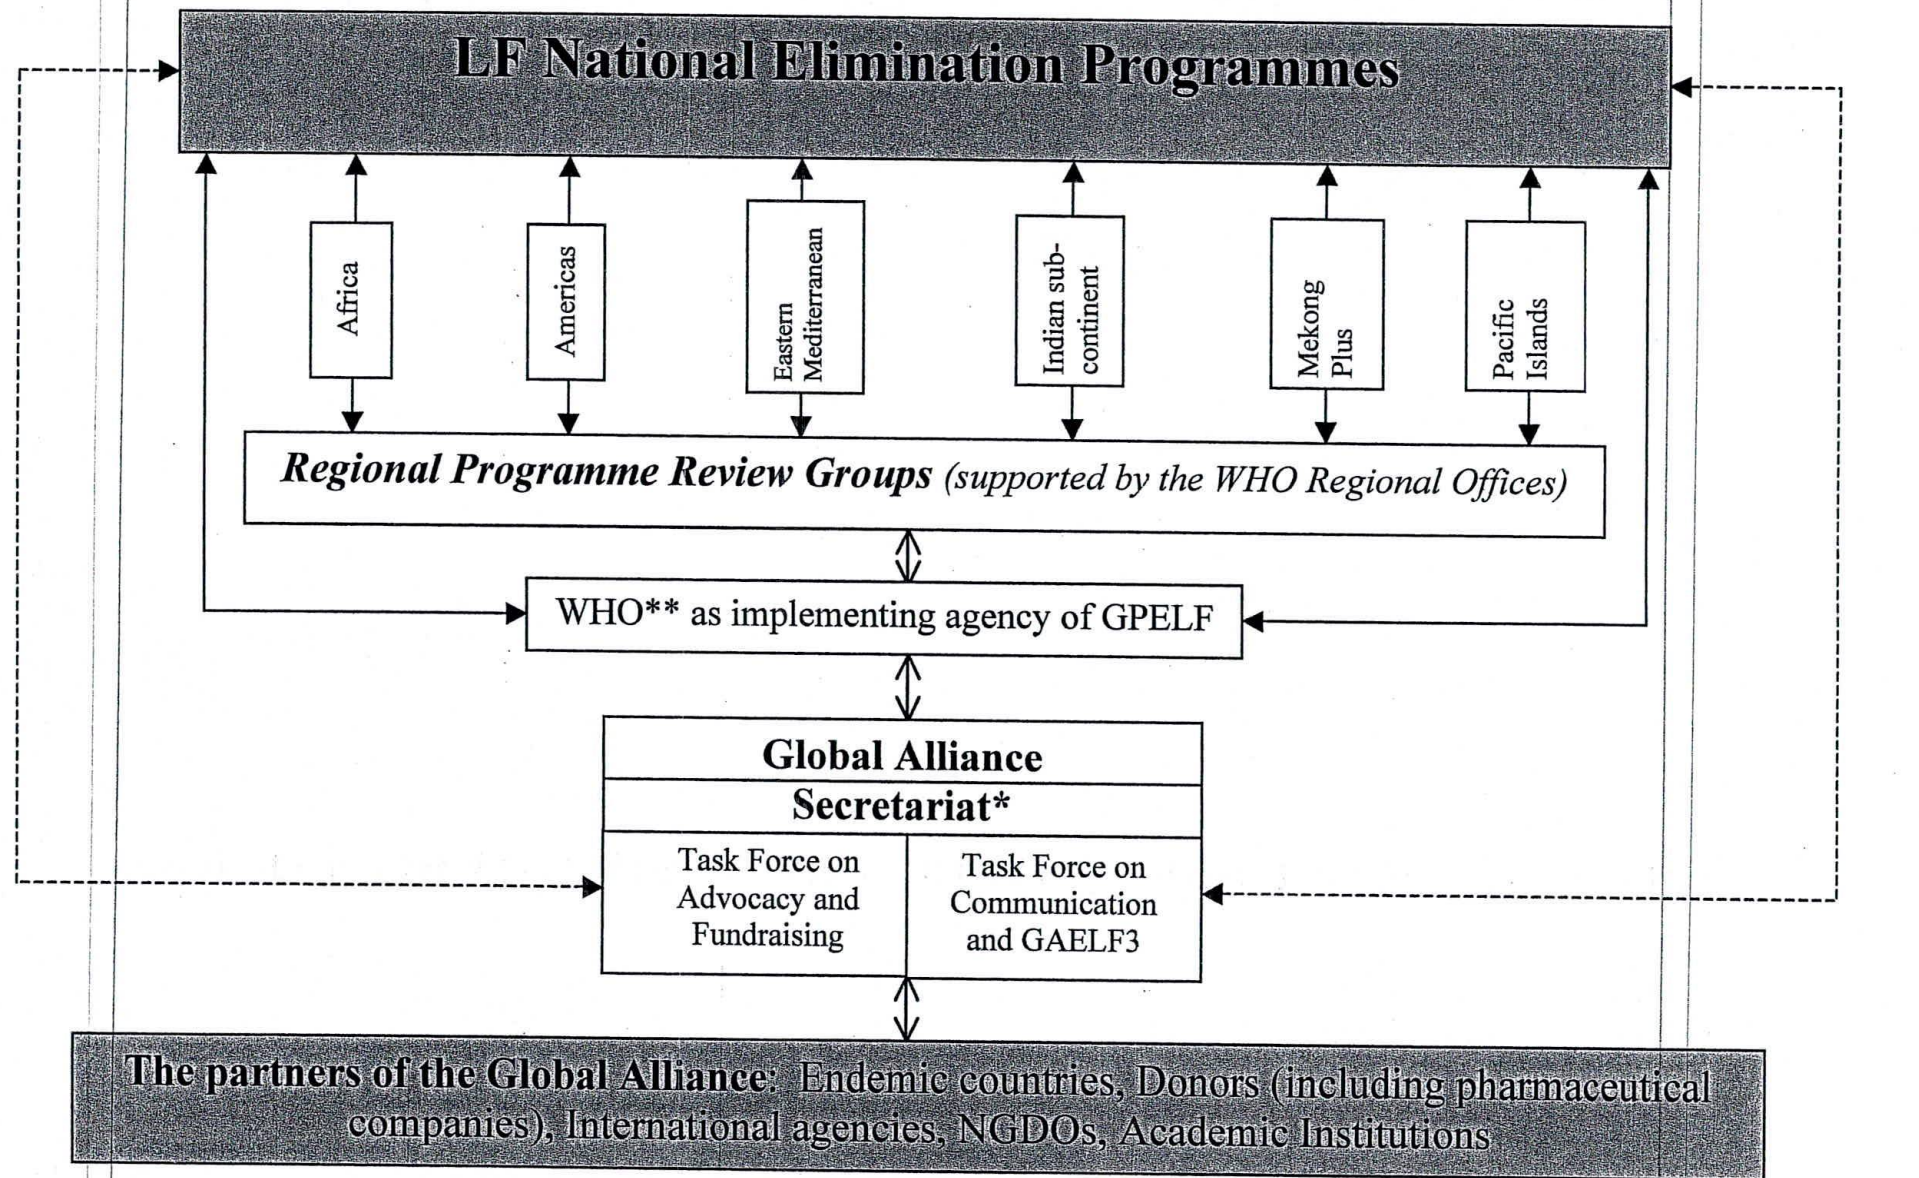 LF National Elimination Programmes
Africa
Americas
Eastern
Mediterranean
Indian sub-
continent
Mekong
Plus
Pacific
Islands
Regional Programme Review Groups (supported by the WHO Regional Offices)
WHO** as implementing agency of GPELF
Global Alliance
Secretariat*
Task Force on
Advocacy and
Fundraising
Task Force on
Communication
and GAELF3
The partners of the Global Alliance: Endemic countries, Donors (including pharmaceutical
companies), International agencies, NGDOs, Academic Institutions